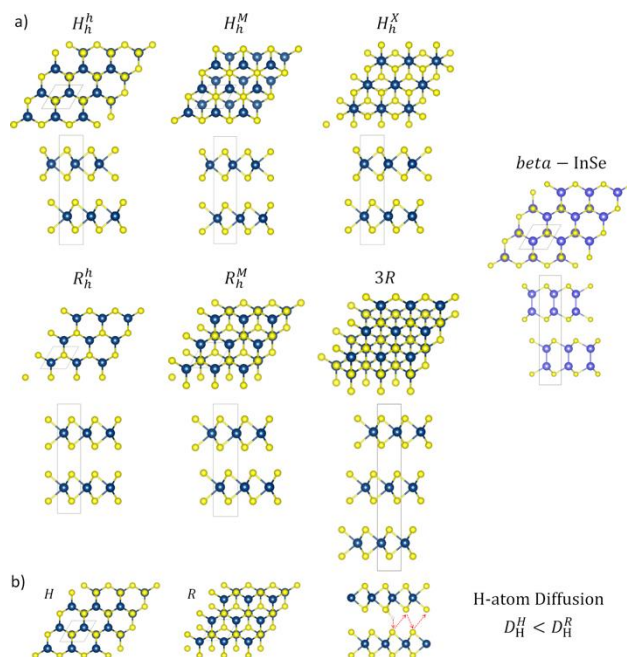 a)
$H_h^h$
$H_h^M$
$H_h^X$
beta − InSe
$R_h^h$
$R_h^M$
3R
b)
H
R
H-atom Diffusion
$D_H^H < D_H^R$